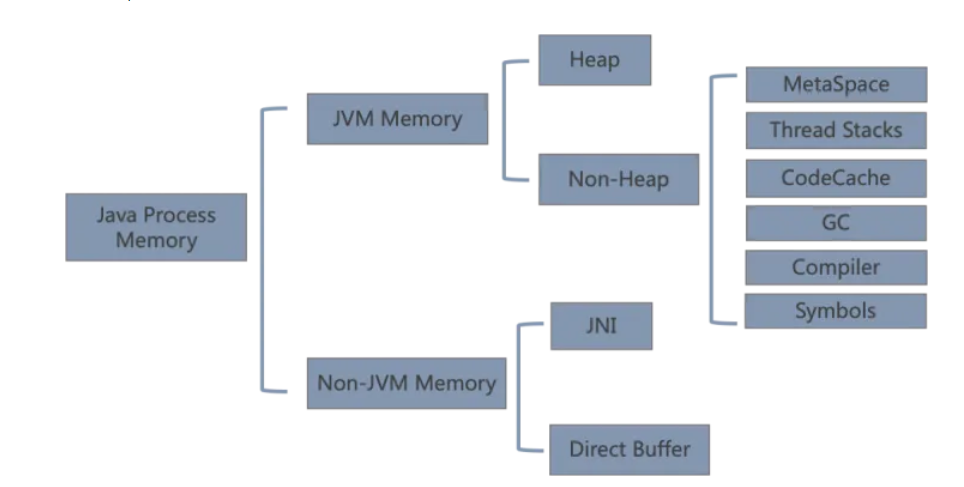 Java Process
Memory
JVM Memory
Heap
Non-Heap
MetaSpace
Thread Stacks
CodeCache
GC
Compiler
Symbols
Non-JVM Memory
JNI
Direct Buffer